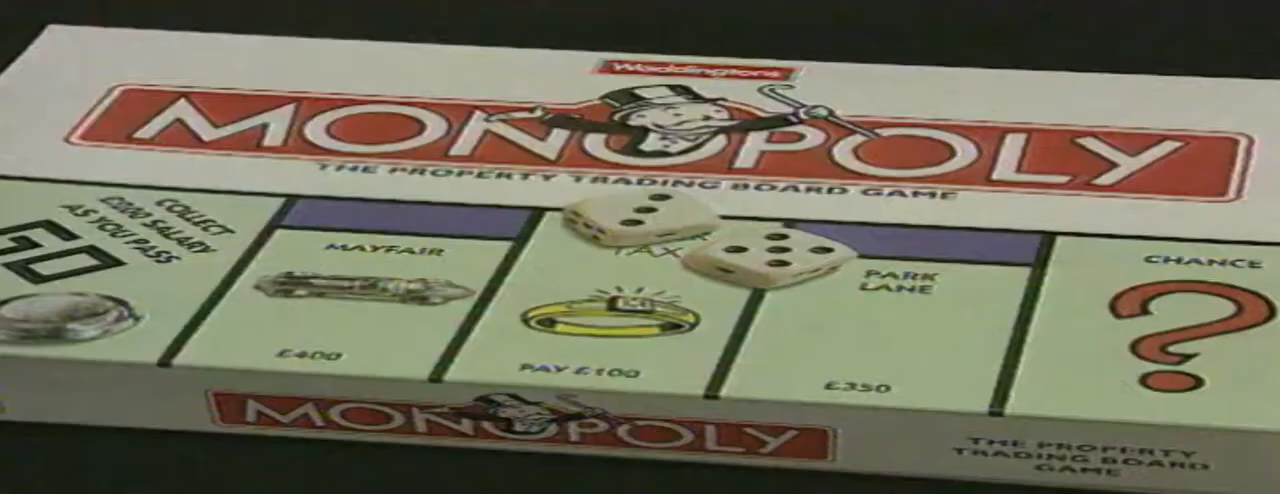 Waddingtons
MONOPOLY
THE PROPERTY TRADING BOARD GAME
COLLECT
£200 SALARY
AS YOU PASS
GO
MAYFAIR
£400
TAX
PAY £100
PARK
LANE
£350
CHANCE
?
MONOPOLY
THE PROPERTY
TRADING BOARD
GAME